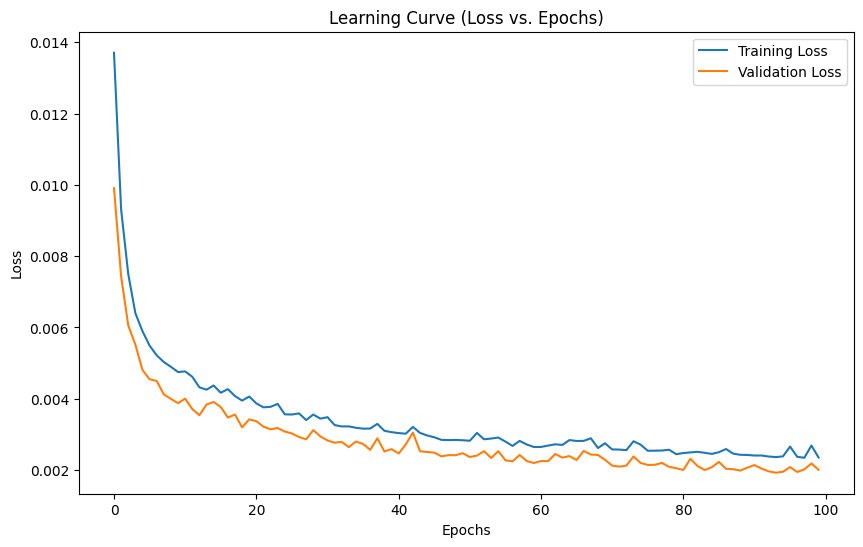 Learning Curve (Loss vs. Epochs)
Training Loss
Validation Loss
0.014
0.012
0.010
0.008
0.006
0.004
0.002
Loss
0 20 40 60 80 100
Epochs